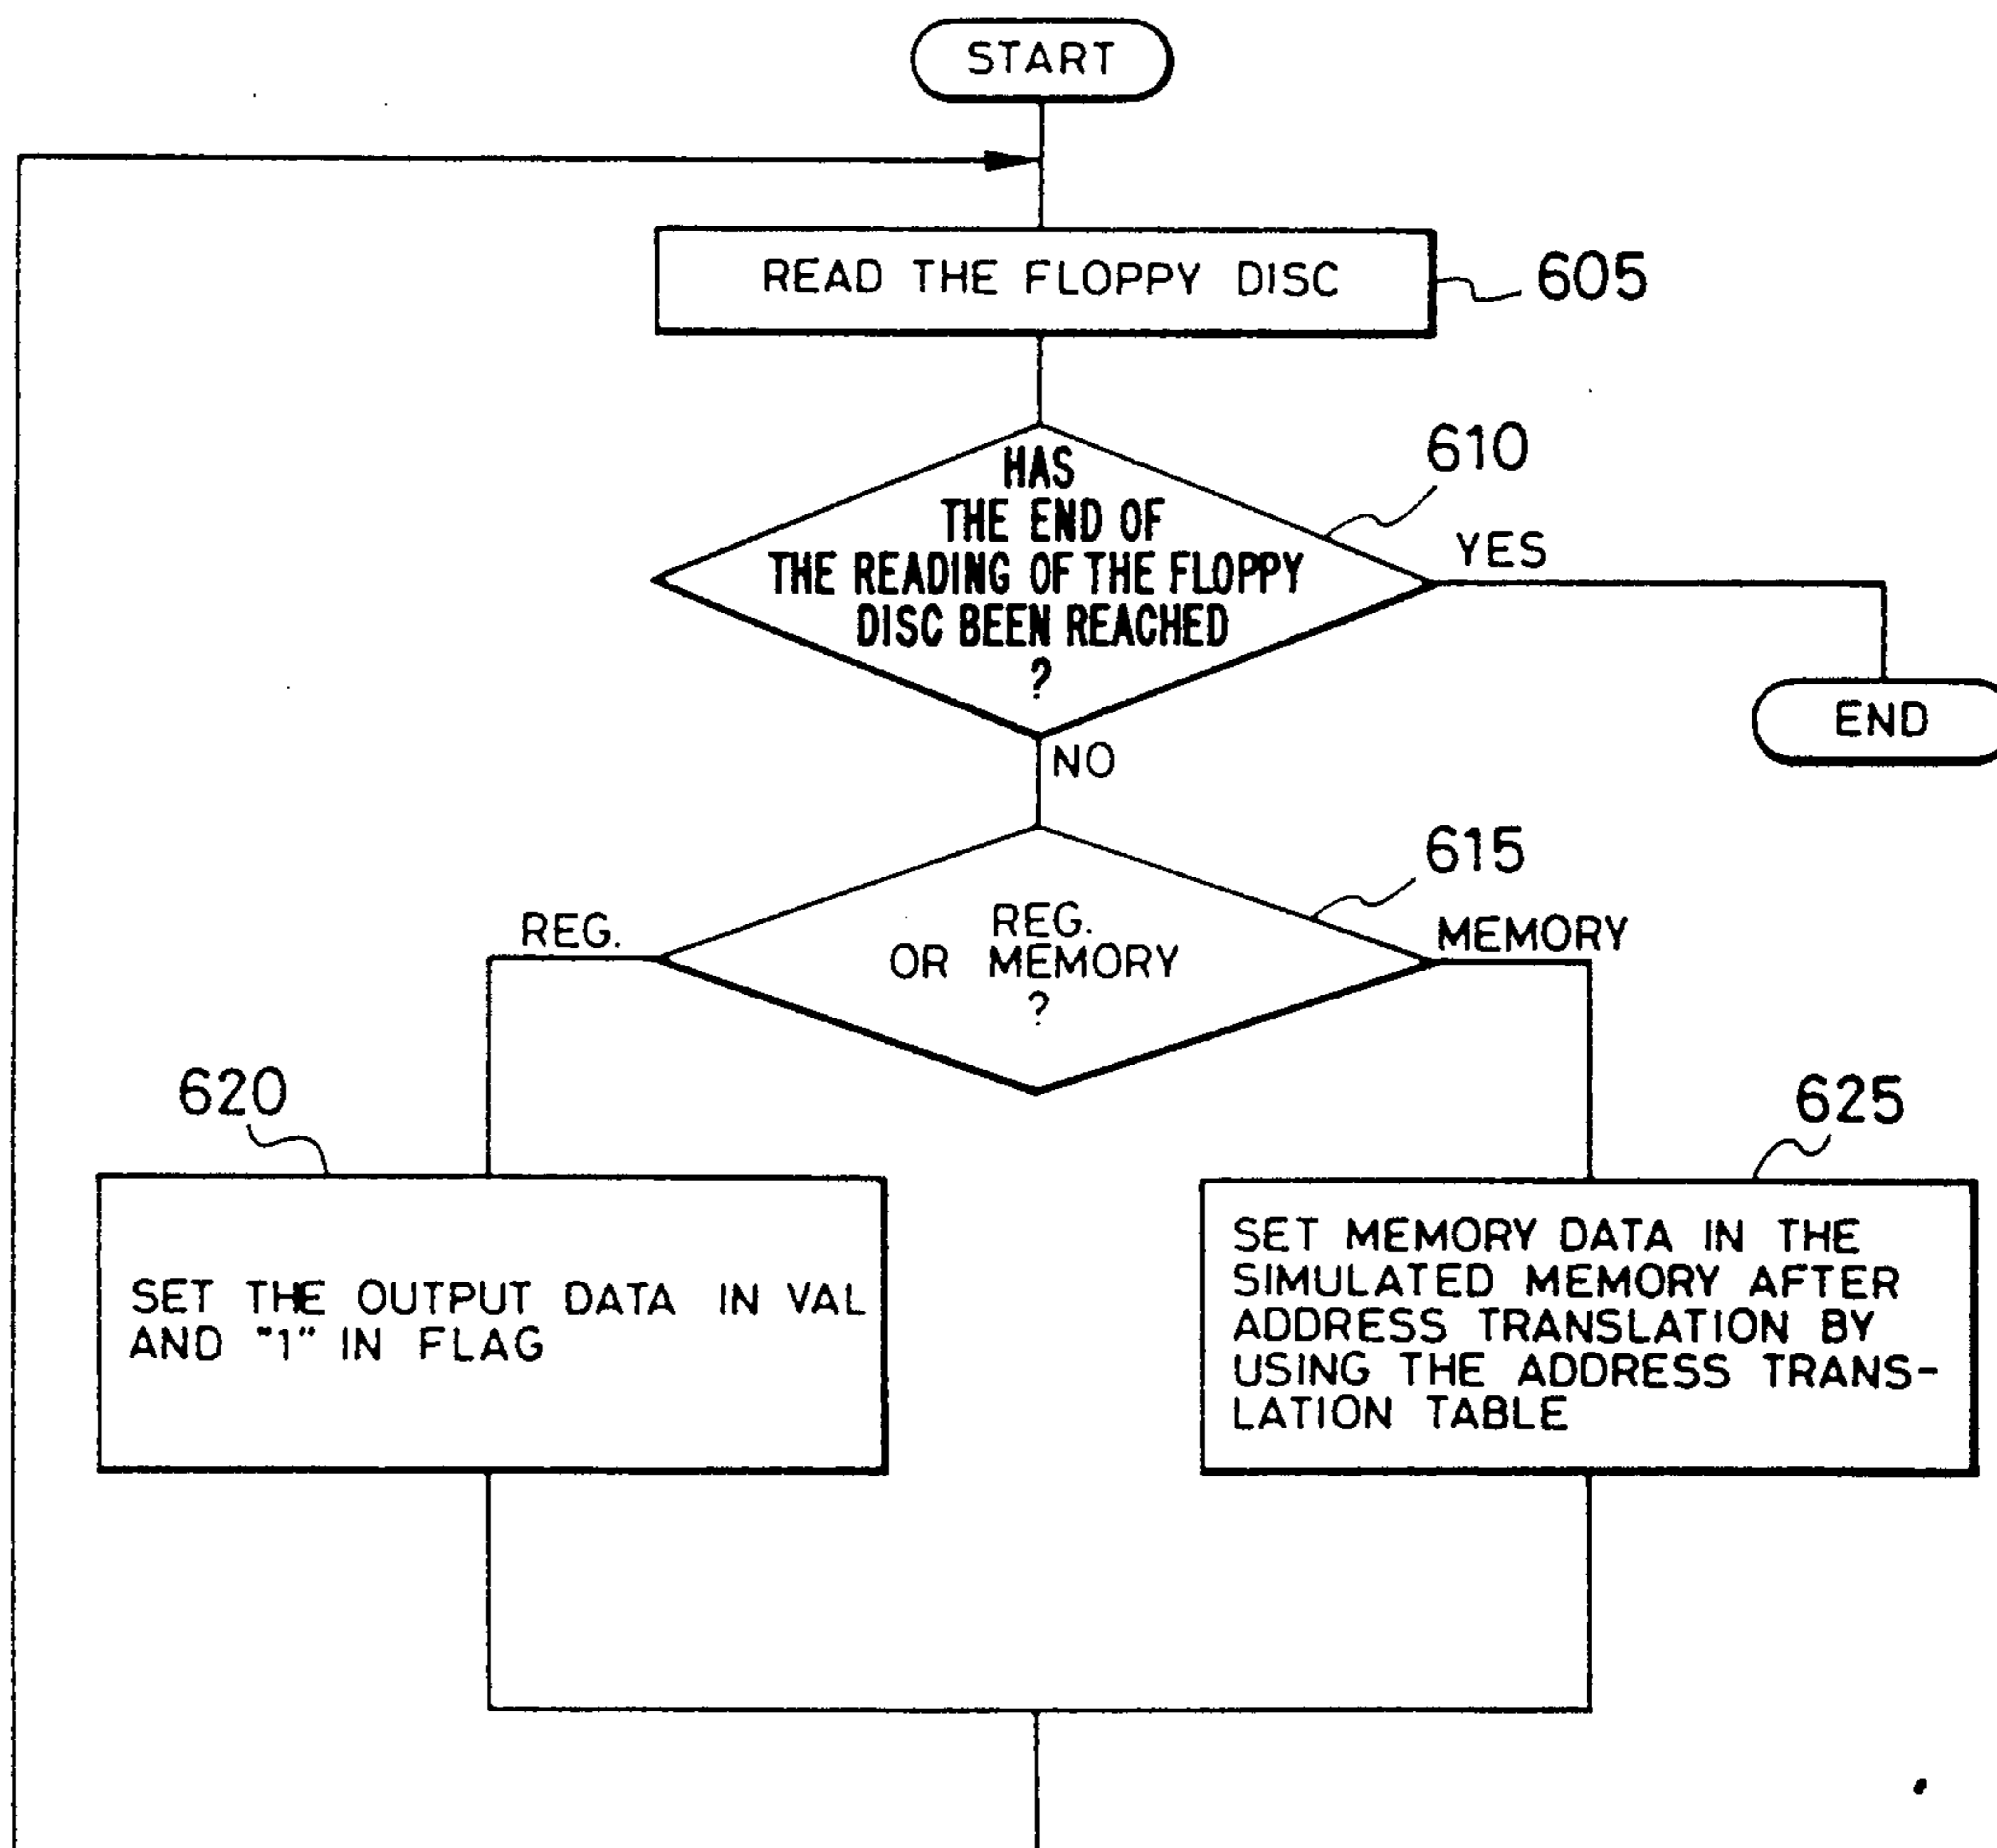 START
READ THE FLOPPY DISC
605
HAS
THE END OF
THE READING OF THE FLOPPY
DISC BEEN REACHED
?
610
YES
END
NO
615
REG.
OR MEMORY
?
REG.
MEMORY
620
SET THE OUTPUT DATA IN VAL
AND "1" IN FLAG
625
SET MEMORY DATA IN THE
SIMULATED MEMORY AFTER
ADDRESS TRANSLATION BY
USING THE ADDRESS TRANS-
LATION TABLE